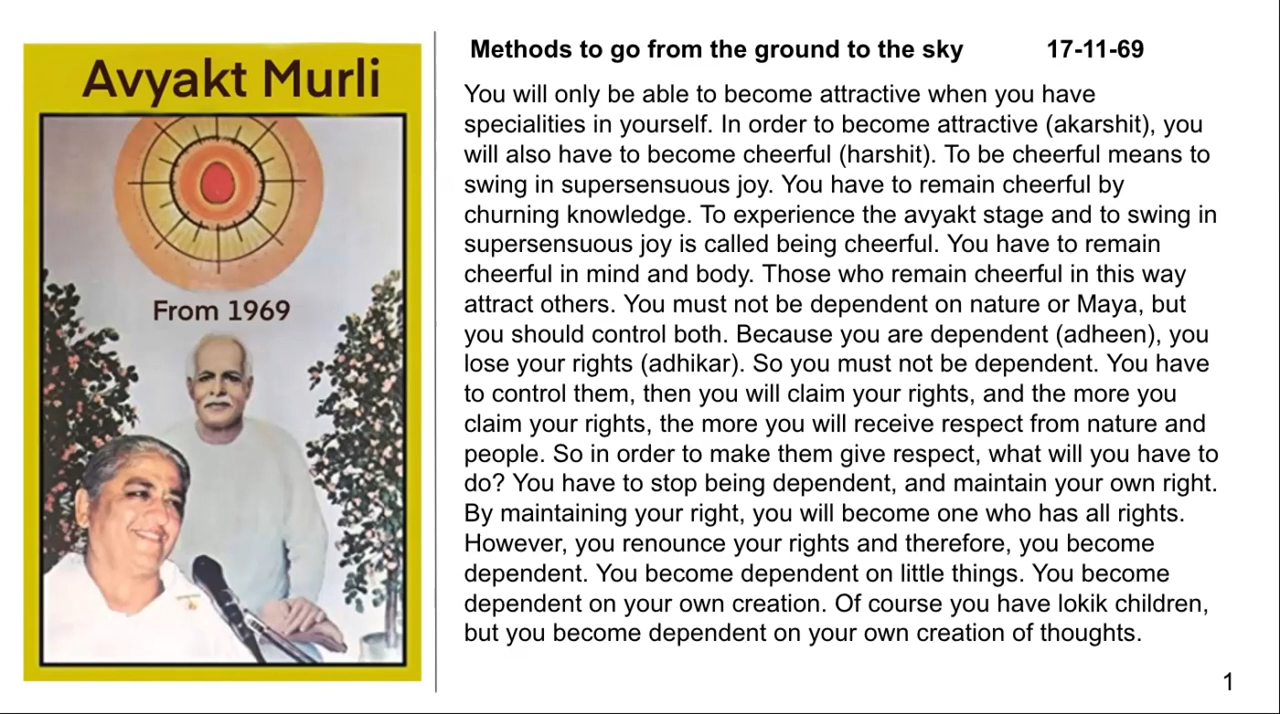 Avyakt Murli
From 1969
Methods to go from the ground to the sky 17-11-69
You will only be able to become attractive when you have
specialities in yourself. In order to become attractive (akarshit), you
will also have to become cheerful (harshit). To be cheerful means to
swing in supersensuous joy. You have to remain cheerful by
churning knowledge. To experience the avyakt stage and to swing in
supersensuous joy is called being cheerful. You have to remain
cheerful in mind and body. Those who remain cheerful in this way
attract others. You must not be dependent on nature or Maya, but
you should control both. Because you are dependent (adheen), you
lose your rights (adhikar). So you must not be dependent. You have
to control them, then you will claim your rights, and the more you
claim your rights, the more you will receive respect from nature and
people. So in order to make them give respect, what will you have to
do? You have to stop being dependent, and maintain your own right.
By maintaining your right, you will become one who has all rights.
However, you renounce your rights and therefore, you become
dependent. You become dependent on little things. You become
dependent on your own creation. Of course you have lokik children,
but you become dependent on your own creation of thoughts.
1